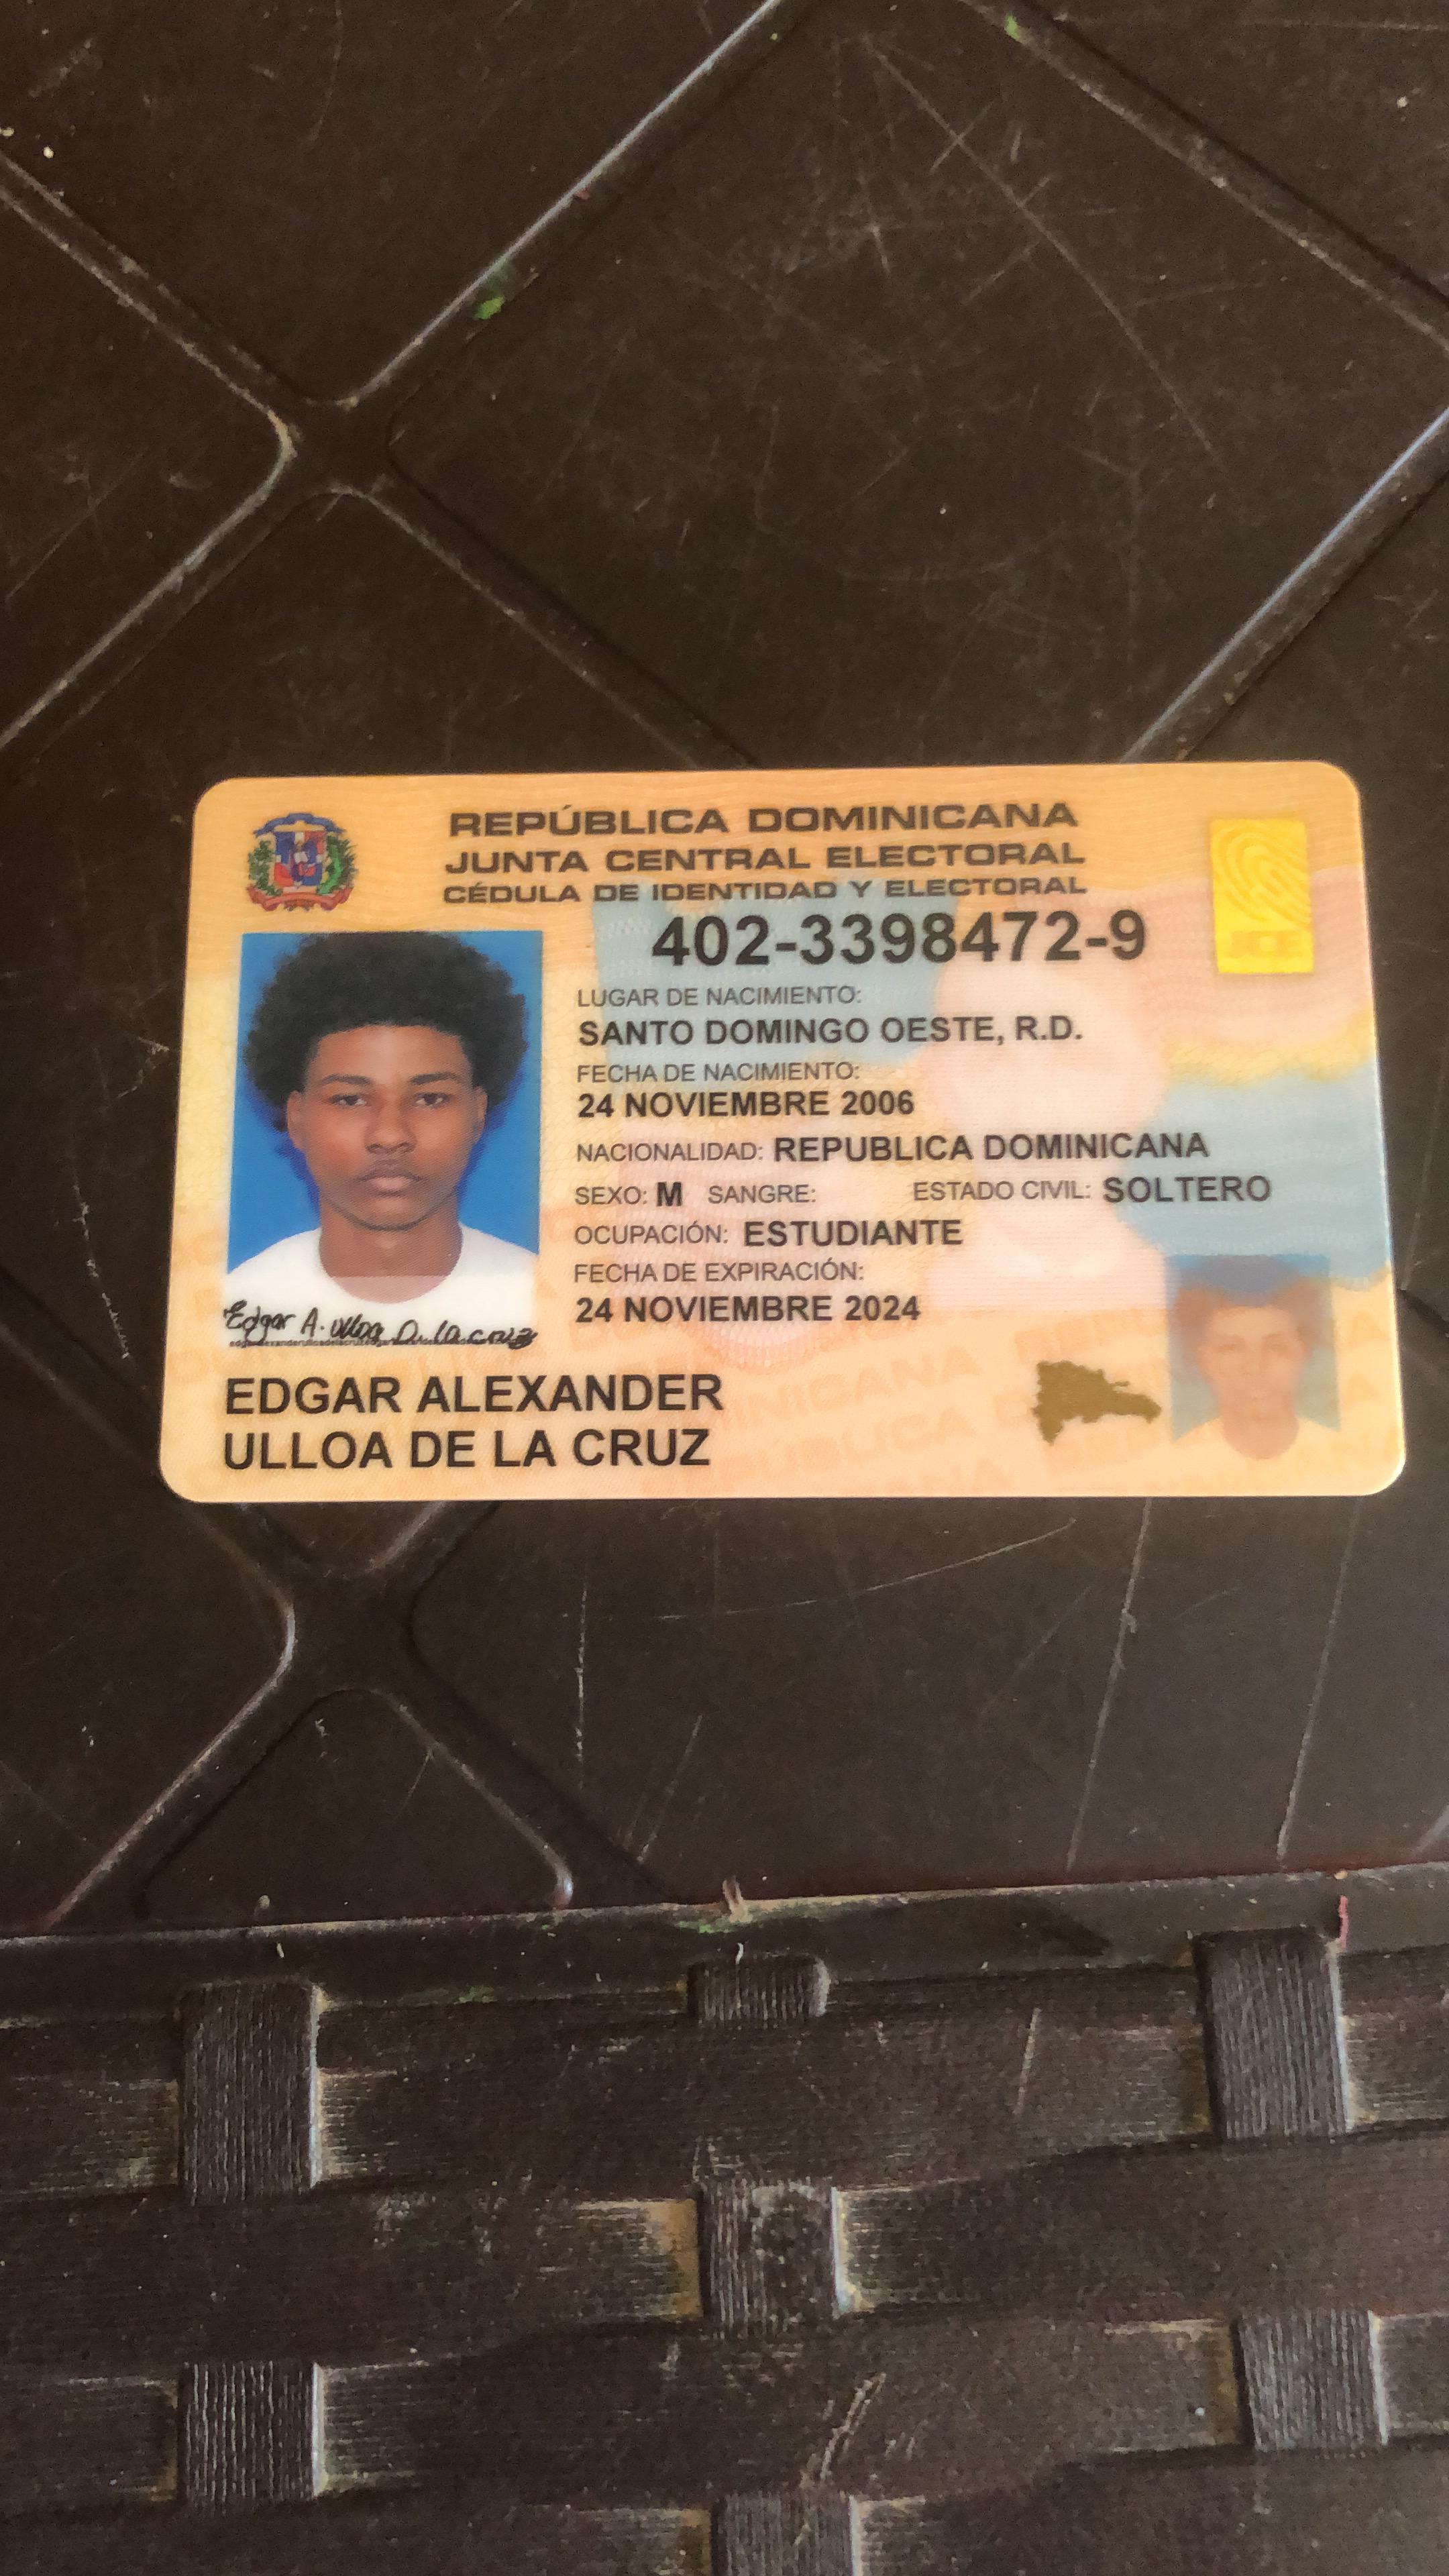 REPÚBLICA DOMINICANA
JUNTA CENTRAL ELECTORAL
CÉDULA DE IDENTIDAD Y ELECTORAL
402-3398472-9
JCE
LUGAR DE NACIMIENTO:
SANTO DOMINGO OESTE, R.D.
FECHA DE NACIMIENTO:
24 NOVIEMBRE 2006
NACIONALIDAD: REPUBLICA DOMINICANA
SEXO: M SANGRE: ESTADO CIVIL: SOLTERO
OCUPACIÓN: ESTUDIANTE
FECHA DE EXPIRACIÓN:
24 NOVIEMBRE 2024
Edgar A. Ulloa D. la cruz
EDGAR ALEXANDER
ULLOA DE LA CRUZ